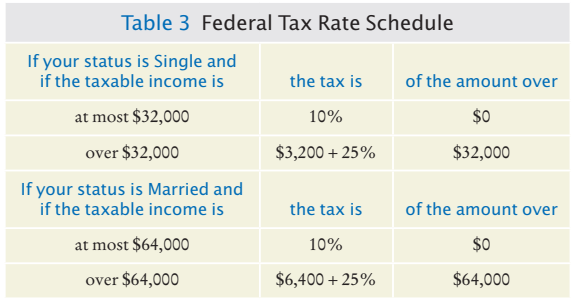 Table 3 Federal Tax Rate Schedule
If your status is Single and
if the taxable income is the tax is of the amount over
at most $32,000 10% $0
over $32,000 $3,200 + 25% $32,000
If your status is Married and
if the taxable income is the tax is of the amount over
at most $64,000 10% $0
over $64,000 $6,400 + 25% $64,000